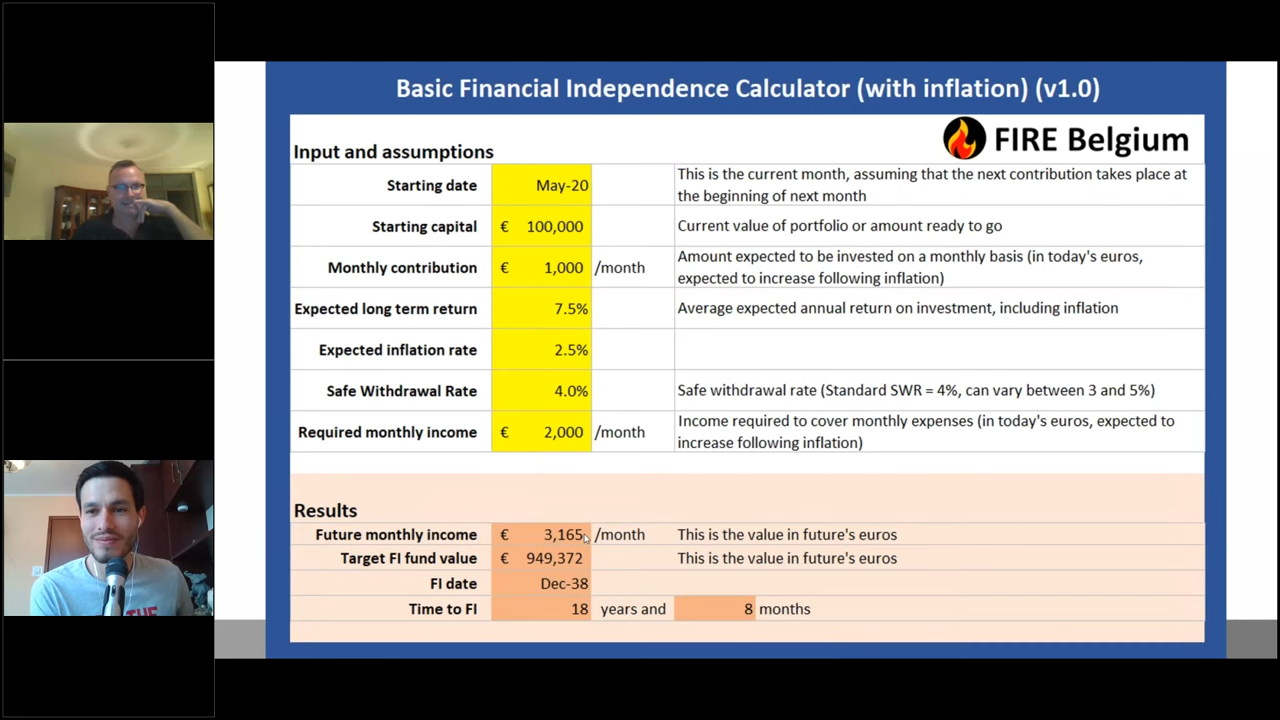 Basic Financial Independence Calculator (with inflation) (v1.0)
FIRE Belgium
Input and assumptions
Starting date May-20 This is the current month, assuming that the next contribution takes place at
the beginning of next month
Starting capital € 100,000 Current value of portfolio or amount ready to go
Monthly contribution € 1,000 /month Amount expected to be invested on a monthly basis (in today's euros,
expected to increase following inflation)
Expected long term return 7.5% Average expected annual return on investment, including inflation
Expected inflation rate 2.5%
Safe Withdrawal Rate 4.0% Safe withdrawal rate (Standard SWR = 4%, can vary between 3 and 5%)
Required monthly income € 2,000 /month Income required to cover monthly expenses (in today's euros, expected to
increase following inflation)
Results
Future monthly income € 3,165 /month This is the value in future's euros
Target FI fund value € 949,372 This is the value in future's euros
FI date Dec-38
Time to FI 18 years and 8 months